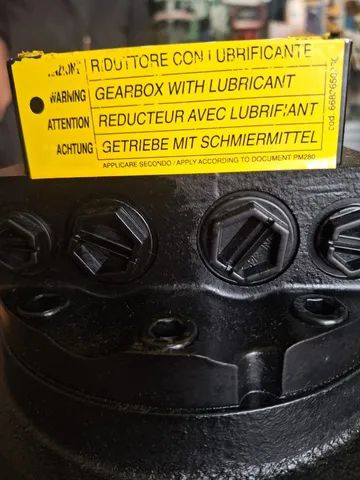 RIDUTTORE CON LUBRIFICANTE
WARNING GEARBOX WITH LUBRICANT
ATTENTION REDUCTEUR AVEC LUBRIFIANT
ACHTUNG GETRIEBE MIT SCHMIERMITTEL
APPLICARE SECONDO / APPLY ACCORDING TO DOCUMENT PM280